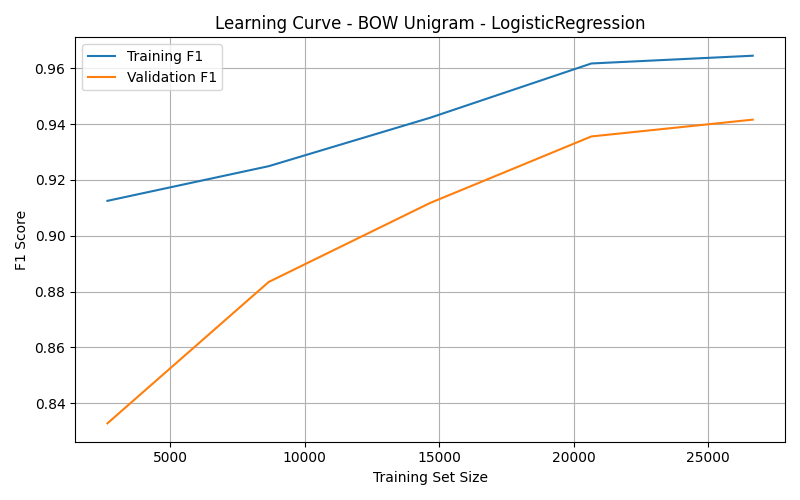 Learning Curve - BOW Unigram - LogisticRegression
Training F1
Validation F1
0.96
0.94
0.92
0.90
0.88
0.86
0.84
F1 Score
5000 10000 15000 20000 25000
Training Set Size